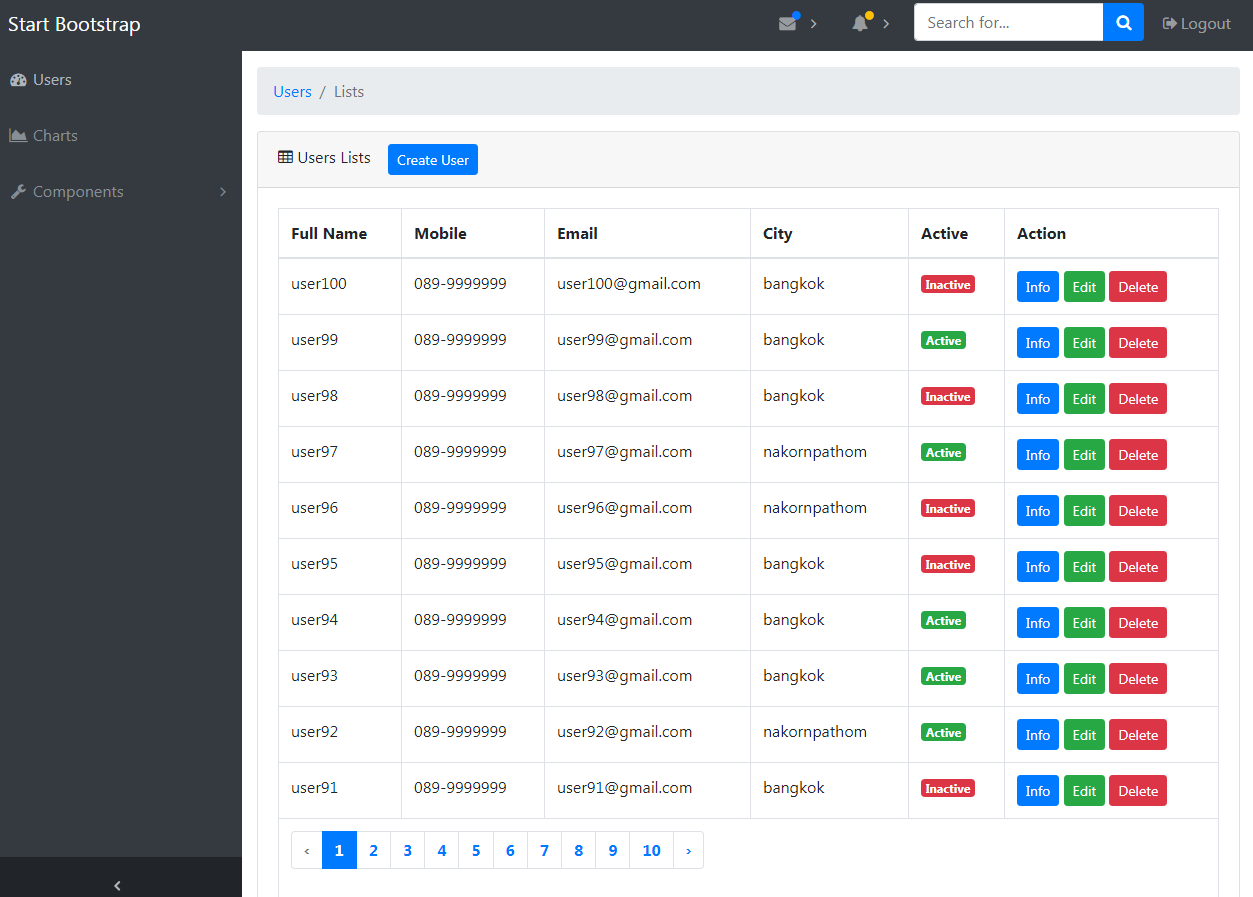 Start Bootstrap
Search for...
Logout
Users
Charts
Components
Users / Lists
Users Lists Create User
Full Name Mobile Email City Active Action
user100 089-9999999 user100@gmail.com bangkok Inactive Info Edit Delete
user99 089-9999999 user99@gmail.com bangkok Active Info Edit Delete
user98 089-9999999 user98@gmail.com bangkok Inactive Info Edit Delete
user97 089-9999999 user97@gmail.com nakornpathom Active Info Edit Delete
user96 089-9999999 user96@gmail.com nakornpathom Inactive Info Edit Delete
user95 089-9999999 user95@gmail.com bangkok Inactive Info Edit Delete
user94 089-9999999 user94@gmail.com bangkok Active Info Edit Delete
user93 089-9999999 user93@gmail.com bangkok Active Info Edit Delete
user92 089-9999999 user92@gmail.com nakornpathom Active Info Edit Delete
user91 089-9999999 user91@gmail.com bangkok Inactive Info Edit Delete
‹ 1 2 3 4 5 6 7 8 9 10 ›